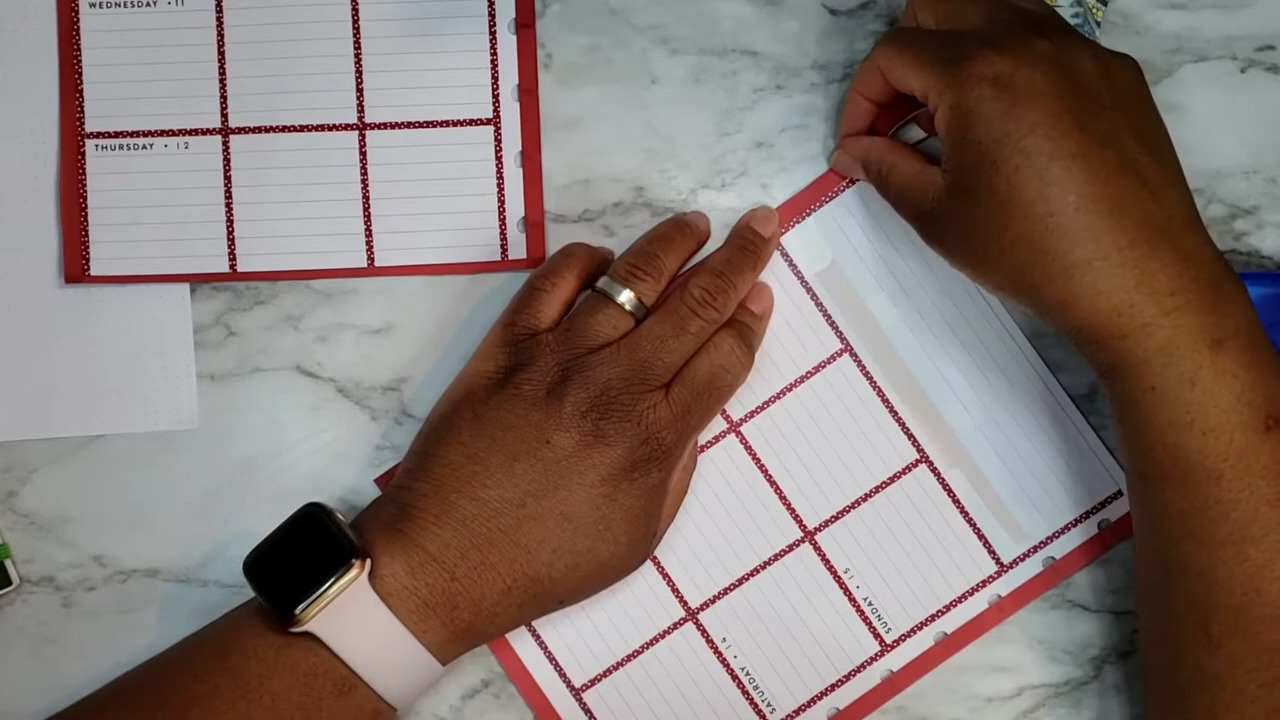 WEDNESDAY • 11
THURSDAY • 12
SUNDAY • 15
SATURDAY • 14